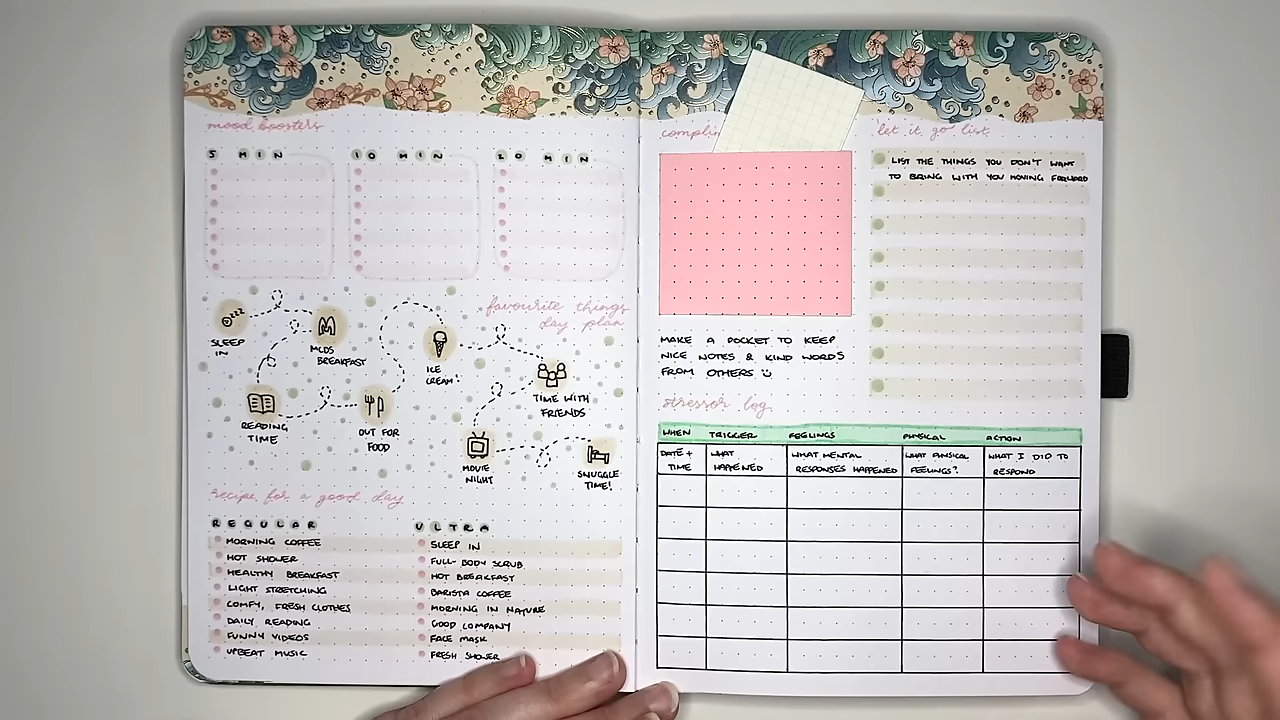 mood boosters
5 MIN
10 MIN
20 MIN
favourite things
day plan
SLEEP
IN
MCDS
BREAKFAST
ICE
CREAM!
READING
TIME
OUT FOR
FOOD
TIME WITH
FRIENDS
MOVIE
NIGHT
SNUGGLE
TIME!
recipe for a good day
REGULAR
MORNING COFFEE
HOT SHOWER
HEALTHY BREAKFAST
LIGHT STRETCHING
COMFY, FRESH CLOTHES
DAILY READING
FUNNY VIDEOS
UPBEAT MUSIC
ULTRA
SLEEP IN
FULL-BODY SCRUB
HOT BREAKFAST
BARISTA COFFEE
MORNING IN NATURE
GOOD COMPANY
FACE MASK
FRESH SHOWER
MAKE A POCKET TO KEEP
NICE NOTES & KIND WORDS
FROM OTHERS
let it go list
LIST THE THINGS YOU DON'T WANT
TO BRING WITH YOU MOVING FORWARD
stressor log
WHEN TRIGGER FEELINGS PHYSICAL ACTION
DATE +
TIME
WHAT
HAPPENED
WHAT MENTAL
RESPONSES HAPPENED
WHAT PHYSICAL
FEELINGS?
WHAT I DID TO
RESPOND